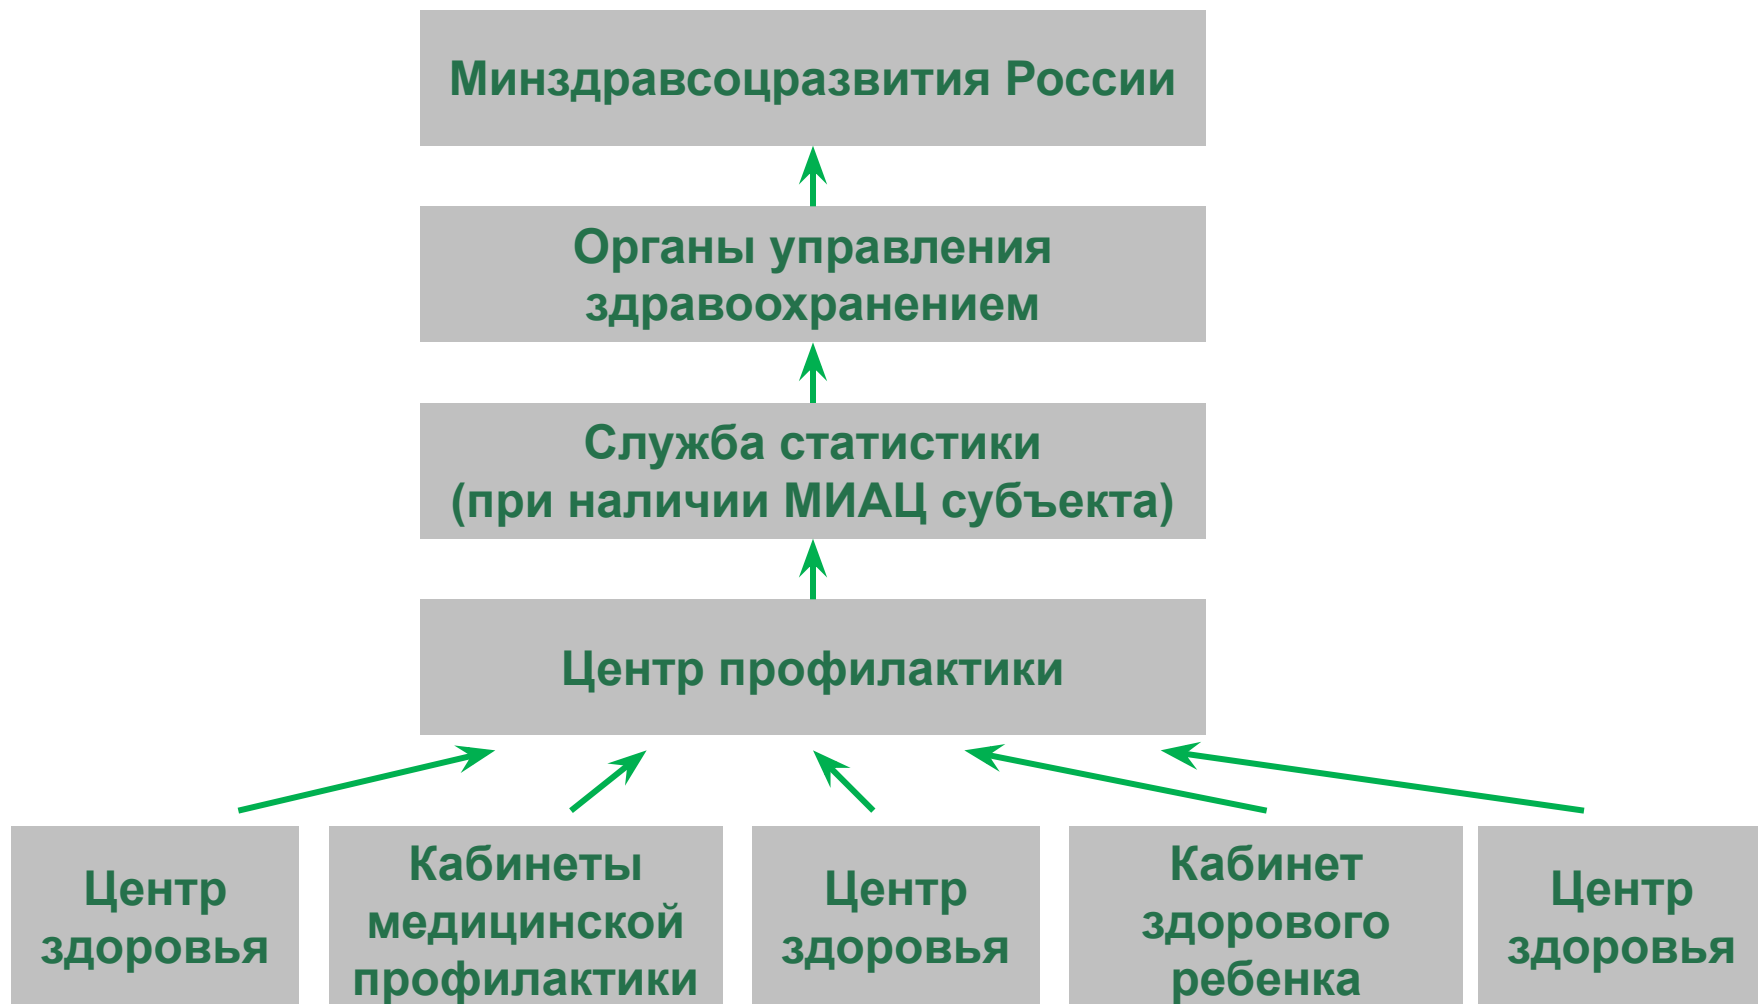 Минздравсоцразвития России
Органы управления
здравоохранением
Служба статистики
(при наличии МИАЦ субъекта)
Центр профилактики
Центр
здоровья
Кабинеты
медицинской
профилактики
Центр
здоровья
Кабинет
здорового
ребенка
Центр
здоровья